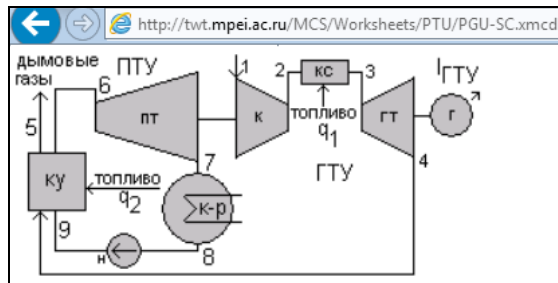 http://twt.mpei.ac.ru/MCS/Worksheets/PTU/PGU-SC.xmcd
дымовые газы
ПТУ
1
2
кс
3
lГТУ
6
5
пт
к
топливо
q1
гт
г
7
ГТУ
4
ку
топливо
q2
к-р
9
н
8